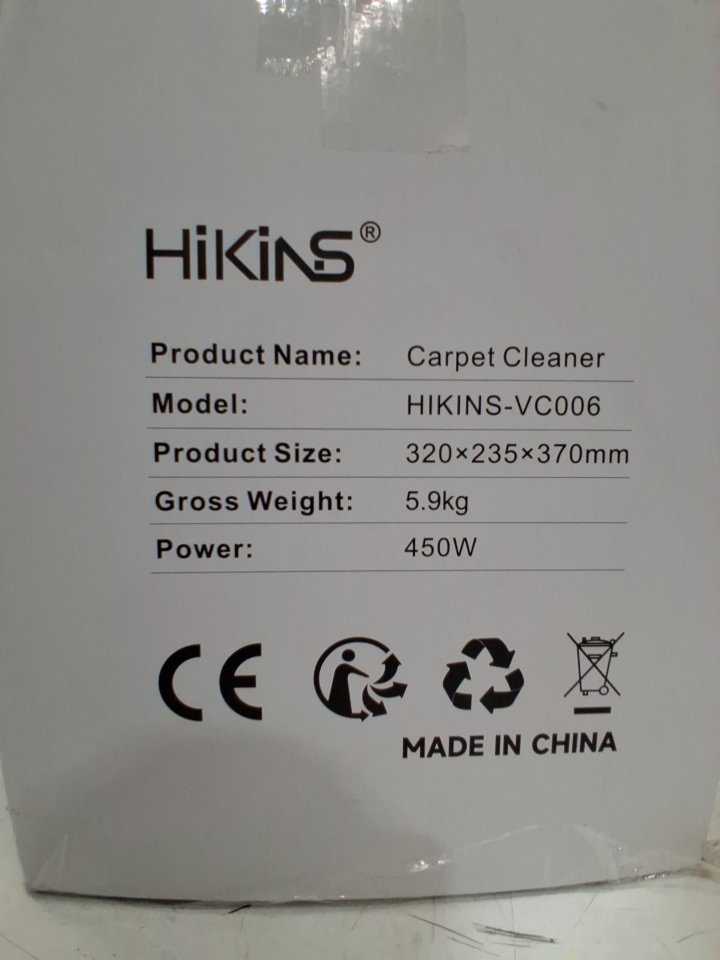 HiKiNS®
Product Name: Carpet Cleaner
Model: HIKINS-VC006
Product Size: 320×235×370mm
Gross Weight: 5.9kg
Power: 450W
CE
MADE IN CHINA